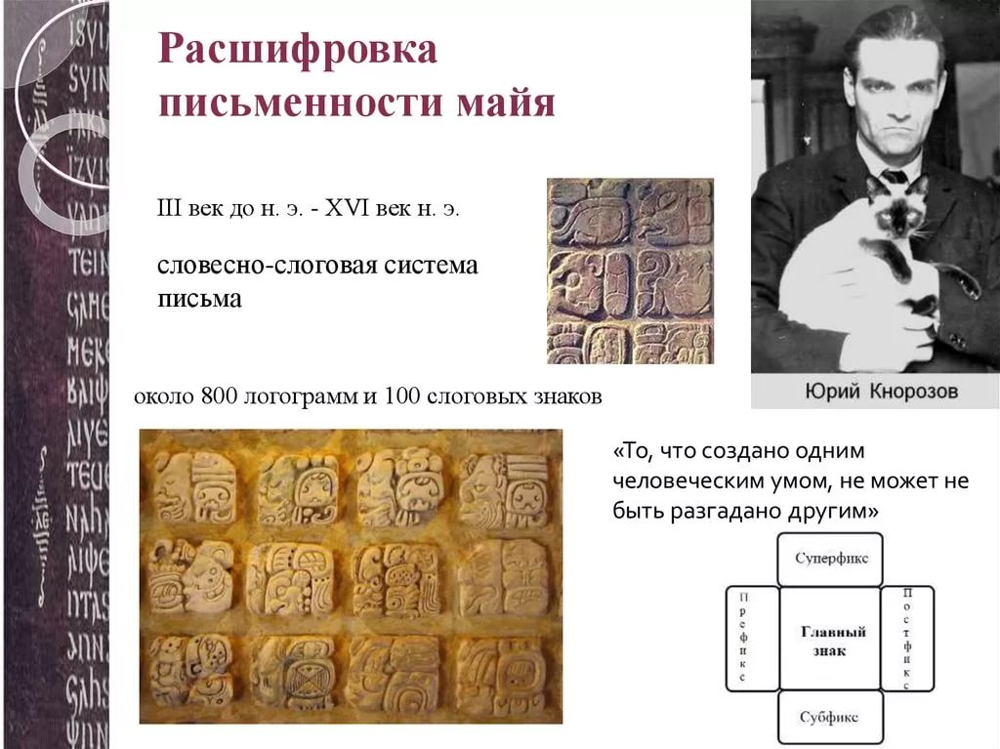 Расшифровка
письменности майя
III век до н. э. - XVI век н. э.
словесно-слоговая система
письма
около 800 логограмм и 100 слоговых знаков
Юрий Кнорозов
«То, что создано одним
человеческим умом, не может не
быть разгадано другим»
Суперфикс
Префикс
Главный
знак
Постфикс
Субфикс